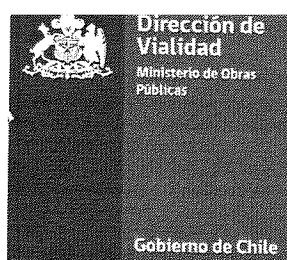 Dirección de
Vialidad
Ministerio de Obras
Públicas
Gobierno de Chile